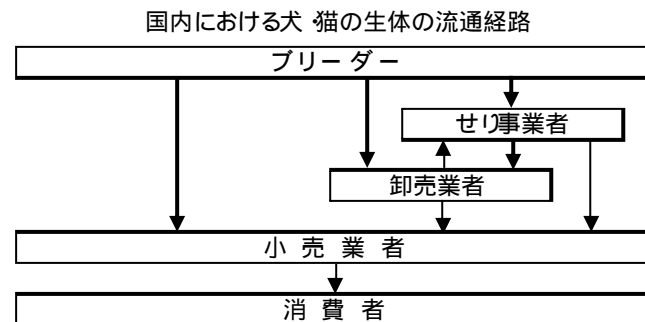 国内における犬・猫の生体の流通経路
ブリーダー
せり事業者
卸売業者
小売業者
消費者